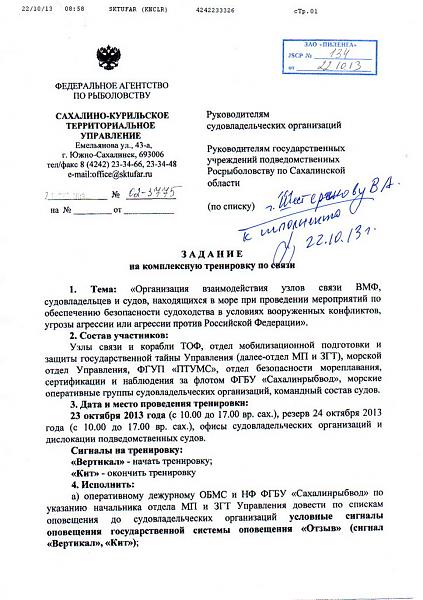 22/10/13 08:58 SKTUFAR (KNCLR) 4242233326 сТр.01
ЗАО "ПИЛЕНГА"
JSCP № 134
от 22.10.13
ФЕДЕРАЛЬНОЕ АГЕНТСТВО
ПО РЫБОЛОВСТВУ
САХАЛИНО-КУРИЛЬСКОЕ
ТЕРРИТОРИАЛЬНОЕ
УПРАВЛЕНИЕ
Емельянова ул., 43-а,
г. Южно-Сахалинск, 693006
тел/факс 8 (4242) 23-34-66, 23-34-48
e-mail:office@sktufar.ru
№ 02-3775
на № от
Руководителям
судовладельческих организаций
Руководителям государственных
учреждений подведомственных
Росрыболовству по Сахалинской
области
(по списку)
к исполнению
22.10.13г.
ЗАДАНИЕ
на комплексную тренировку по связи
1. Тема: «Организация взаимодействия узлов связи ВМФ,
судовладельцев и судов, находящихся в море при проведении мероприятий по
обеспечению безопасности судоходства в условиях вооруженных конфликтов,
угрозы агрессии или агрессии против Российской Федерации».
2. Состав участников:
Узлы связи и корабли ТОФ, отдел мобилизационной подготовки и
защиты государственной тайны Управления (далее-отдел МП и ЗГТ), морской
отдел Управления, ФГУП «ПТУМС», отдел безопасности мореплавания,
сертификации и наблюдения за флотом ФГБУ «Сахалинрыбвод», морские
оперативные группы судовладельческих организаций, командный состав судов.
3. Дата и место проведения тренировки:
23 октября 2013 года (с 10.00 до 17.00 вр. сах.), резерв 24 октября 2013
года (с 10.00 до 17.00 вр. сах.), офисы судовладельческих организаций и
дислокации подведомственных судов.
Сигналы на тренировку:
«Вертикал» - начать тренировку;
«Кит» - окончить тренировку
4. Исполнить:
а) оперативному дежурному ОБМС и НФ ФГБУ «Сахалинрыбвод» по
указанию начальника отдела МП и ЗГТ Управления довести по спискам
оповещения до судовладельческих организаций условные сигналы
оповещения государственной системы оповещения «Отзыв» (сигнал
«Вертикал», «Кит»);